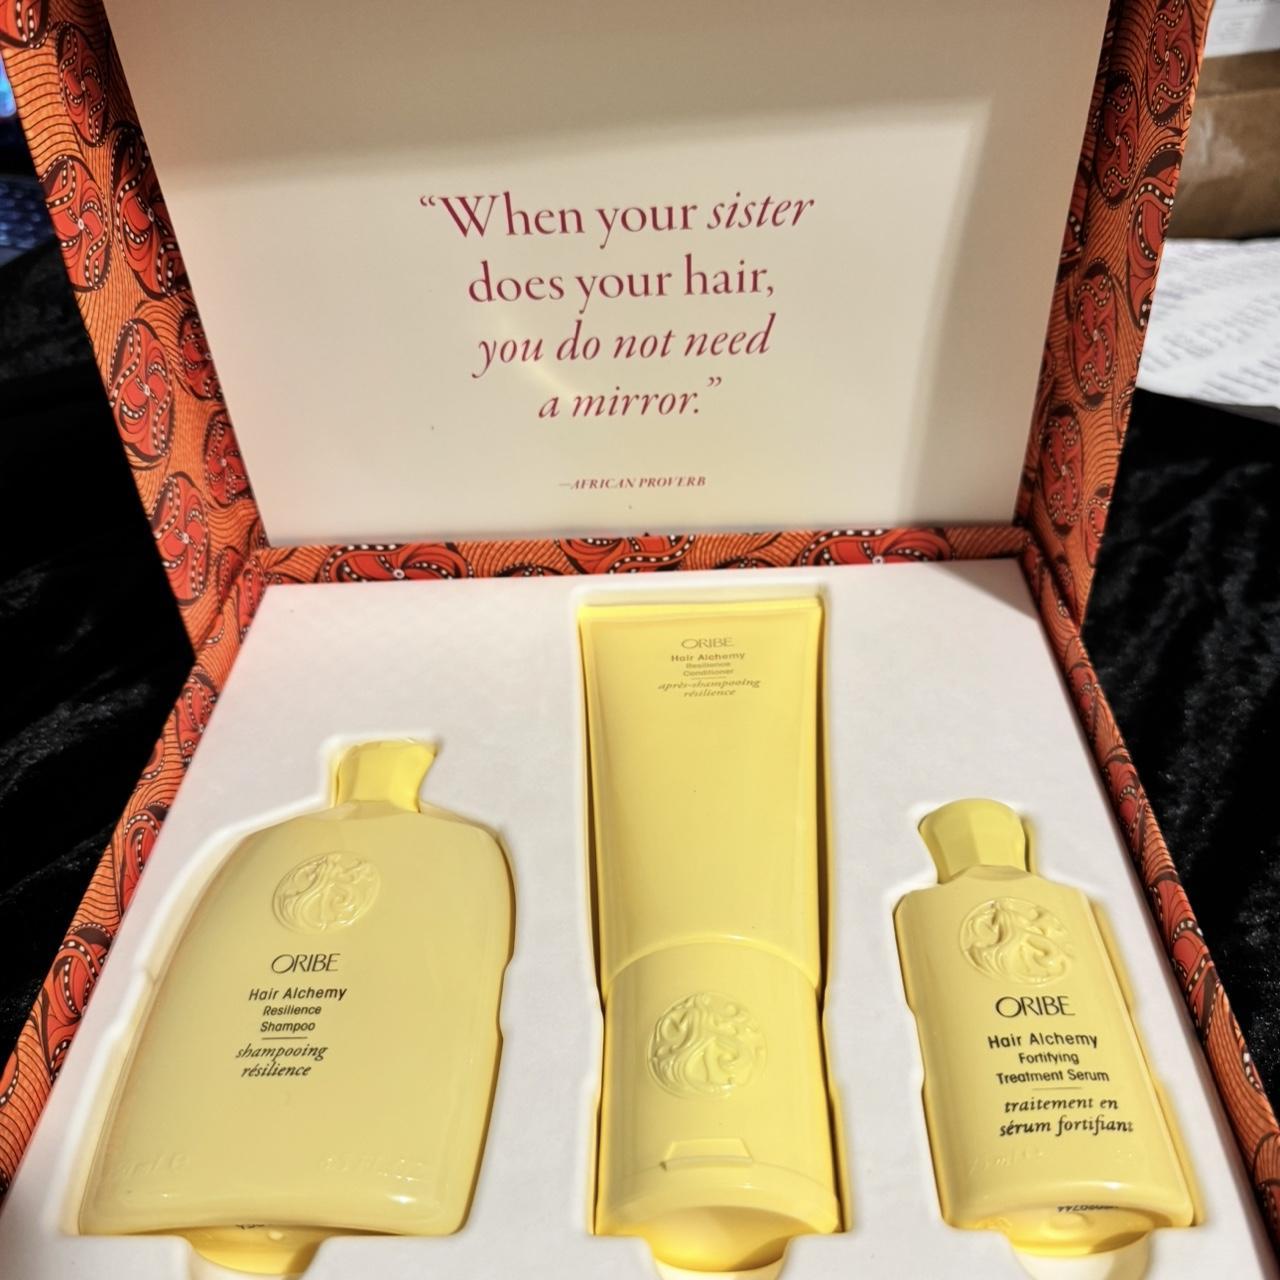 “When your sister
does your hair,
you do not need
a mirror.”
—AFRICAN PROVERB
ORIBE
Hair Alchemy
Resilience
Conditioner
après-shampooing
résilience
ORIBE
Hair Alchemy
Resilience
Shampoo
shampooing
résilience
ORIBE
Hair Alchemy
Fortifying
Treatment Serum
traitement en
sérum fortifiant